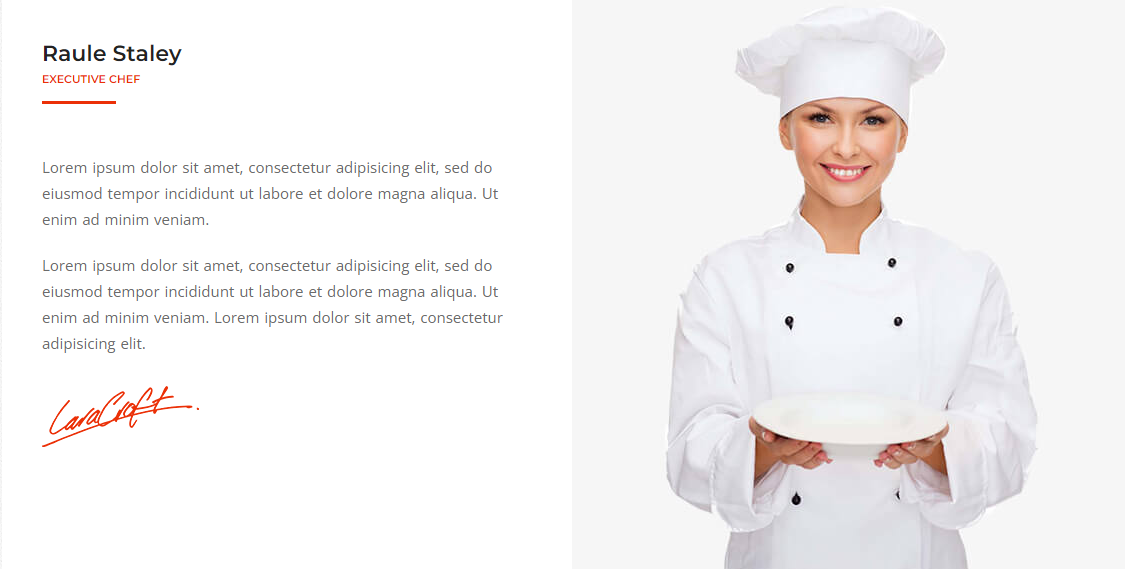 Raule Staley
EXECUTIVE CHEF
Lorem ipsum dolor sit amet, consectetur adipisicing elit, sed do
eiusmod tempor incididunt ut labore et dolore magna aliqua. Ut
enim ad minim veniam.
Lorem ipsum dolor sit amet, consectetur adipisicing elit, sed do
eiusmod tempor incididunt ut labore et dolore magna aliqua. Ut
enim ad minim veniam. Lorem ipsum dolor sit amet, consectetur
adipisicing elit.
LaraCroft.